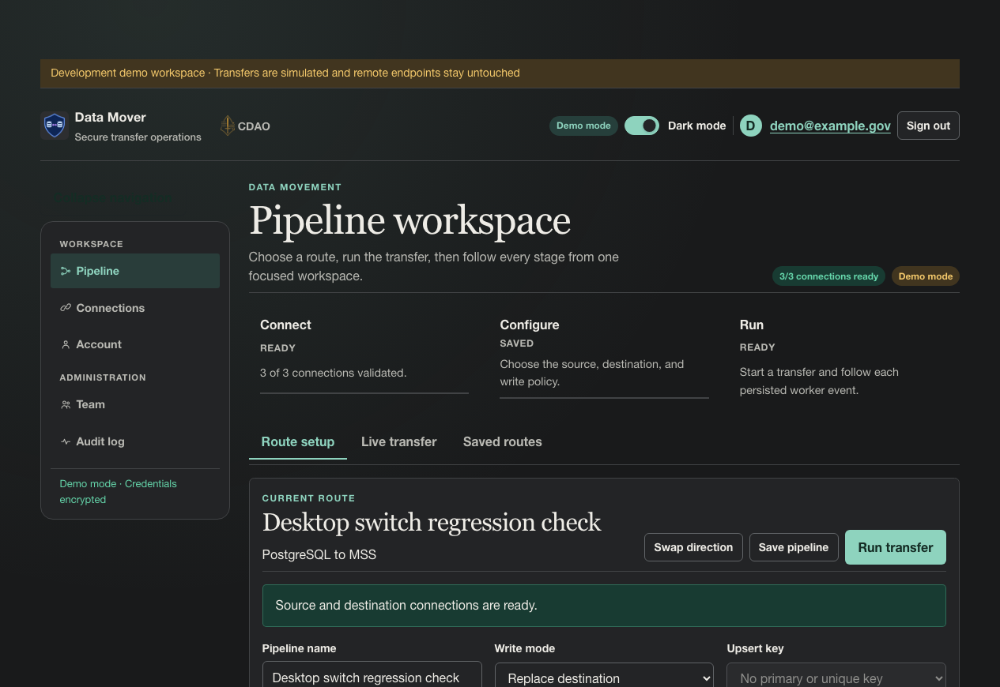 Development demo workspace · Transfers are simulated and remote endpoints stay untouched
Data Mover
Secure transfer operations
CDAO
Demo mode
Dark mode
D
demo@example.gov
Sign out
WORKSPACE
Pipeline
Connections
Account
ADMINISTRATION
Team
Audit log
Demo mode · Credentials
encrypted
DATA MOVEMENT
Pipeline workspace
Choose a route, run the transfer, then follow every stage from one
focused workspace.
3/3 connections ready
Demo mode
Connect
READY
3 of 3 connections validated.
Configure
SAVED
Choose the source, destination, and
write policy.
Run
READY
Start a transfer and follow each
persisted worker event.
Route setup
Live transfer
Saved routes
CURRENT ROUTE
Desktop switch regression check
PostgreSQL to MSS
Swap direction
Save pipeline
Run transfer
Source and destination connections are ready.
Pipeline name
Desktop switch regression check
Write mode
Replace destination
Upsert key
No primary or unique key